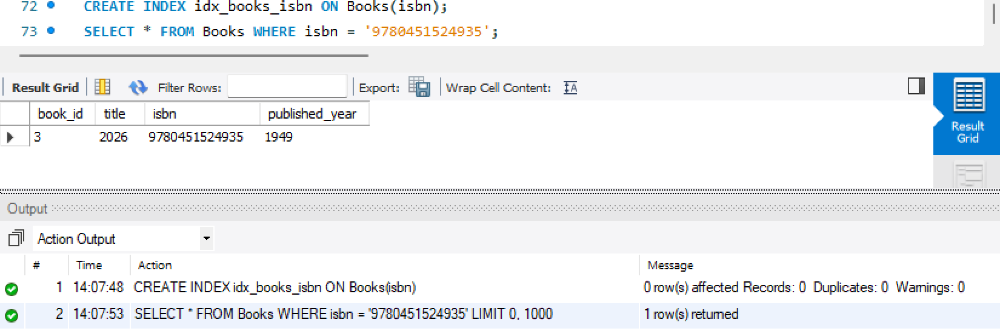 72 CREATE INDEX idx_books_isbn ON Books(isbn);
73 SELECT * FROM Books WHERE isbn = '9780451524935';
Result Grid Filter Rows: Export: Wrap Cell Content:
book_id title isbn published_year
3 2026 9780451524935 1949
Result
Grid
Output
Action Output
# Time Action Message
1 14:07:48 CREATE INDEX idx_books_isbn ON Books(isbn) 0 row(s) affected Records: 0 Duplicates: 0 Warnings: 0
2 14:07:53 SELECT * FROM Books WHERE isbn = '9780451524935' LIMIT 0, 1000 1 row(s) returned